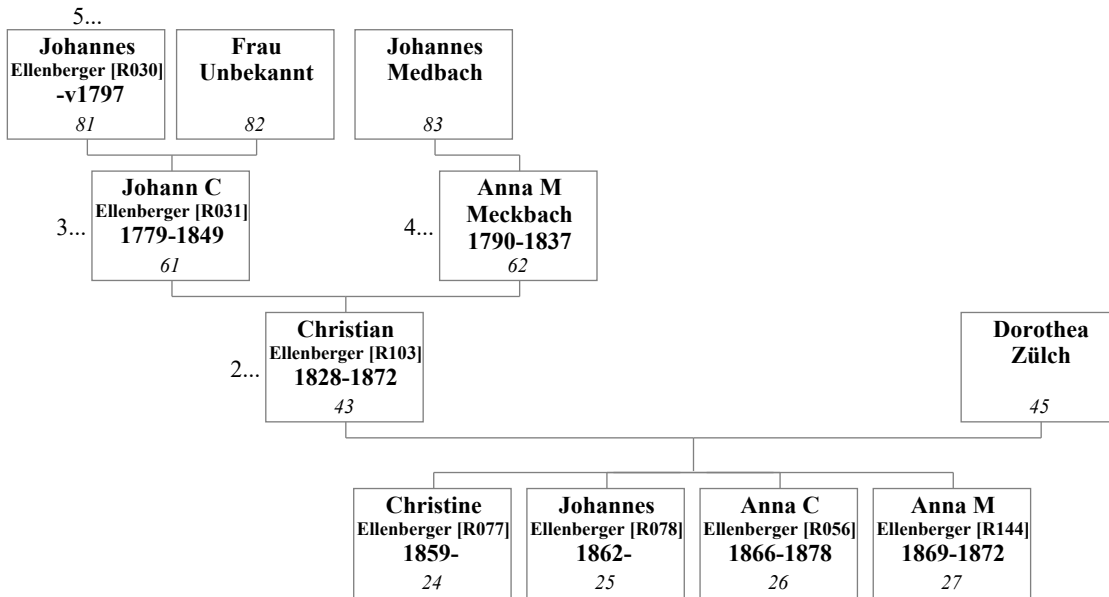 5...
Johannes
Ellenberger [R030]
-v1797
81
Frau
Unbekannt
82
Johannes
Medbach
83
3...
Johann C
Ellenberger [R031]
1779-1849
61
4...
Anna M
Meckbach
1790-1837
62
2...
Christian
Ellenberger [R103]
1828-1872
43
Dorothea
Zülch
45
Christine
Ellenberger [R077]
1859-
24
Johannes
Ellenberger [R078]
1862-
25
Anna C
Ellenberger [R056]
1866-1878
26
Anna M
Ellenberger [R144]
1869-1872
27